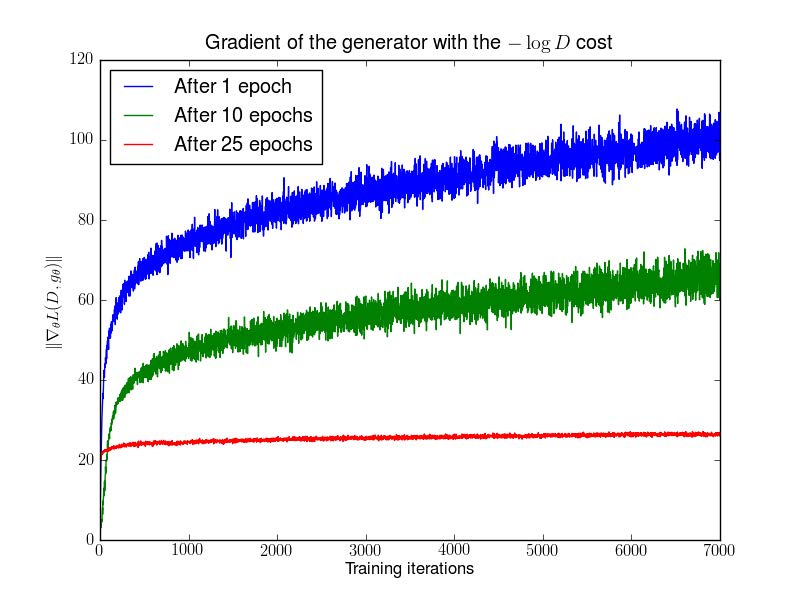 Gradient of the generator with the − log D cost
120
100
80
60
40
20
0
After 1 epoch
After 10 epochs
After 25 epochs
‖∇θL(D, gθ)‖
0 1000 2000 3000 4000 5000 6000 7000
Training iterations